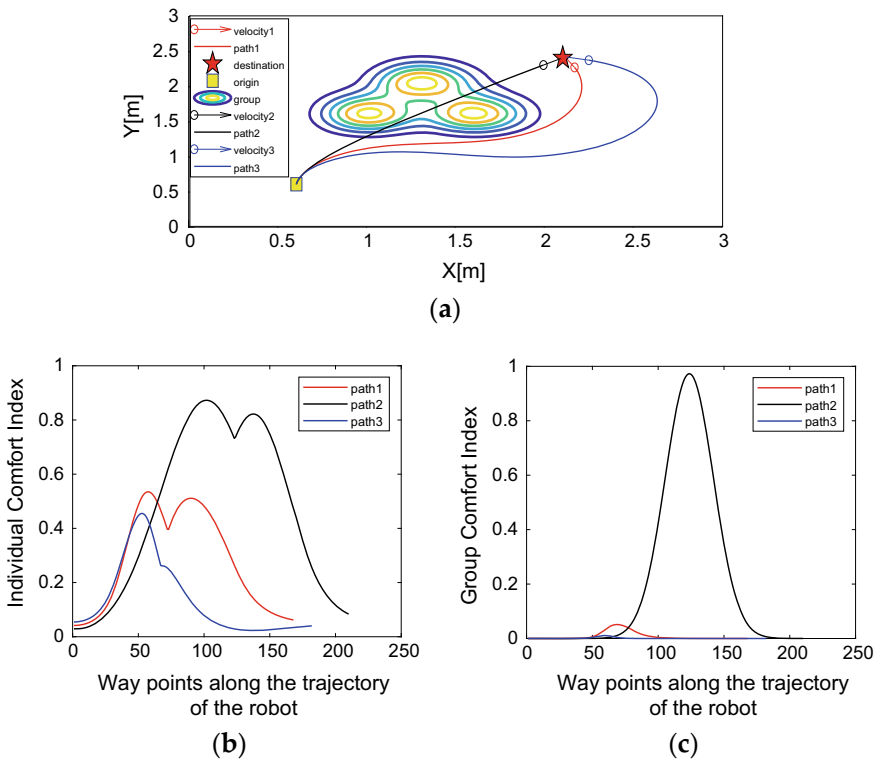 3
2.5
2
1.5
1
0.5
0
Y[m]
velocity1
path1
destination
origin
group
velocity2
path2
velocity3
path3
0 0.5 1 1.5 2 2.5 3
X[m]
(a)
1
0.8
0.6
0.4
0.2
0
Individual Comfort Index
path1
path2
path3
0 50 100 150 200 250
Way points along the trajectory
of the robot
(b)
1
0.8
0.6
0.4
0.2
0
Group Comfort Index
path1
path2
path3
0 50 100 150 200 250
Way points along the trajectory
of the robot
(c)